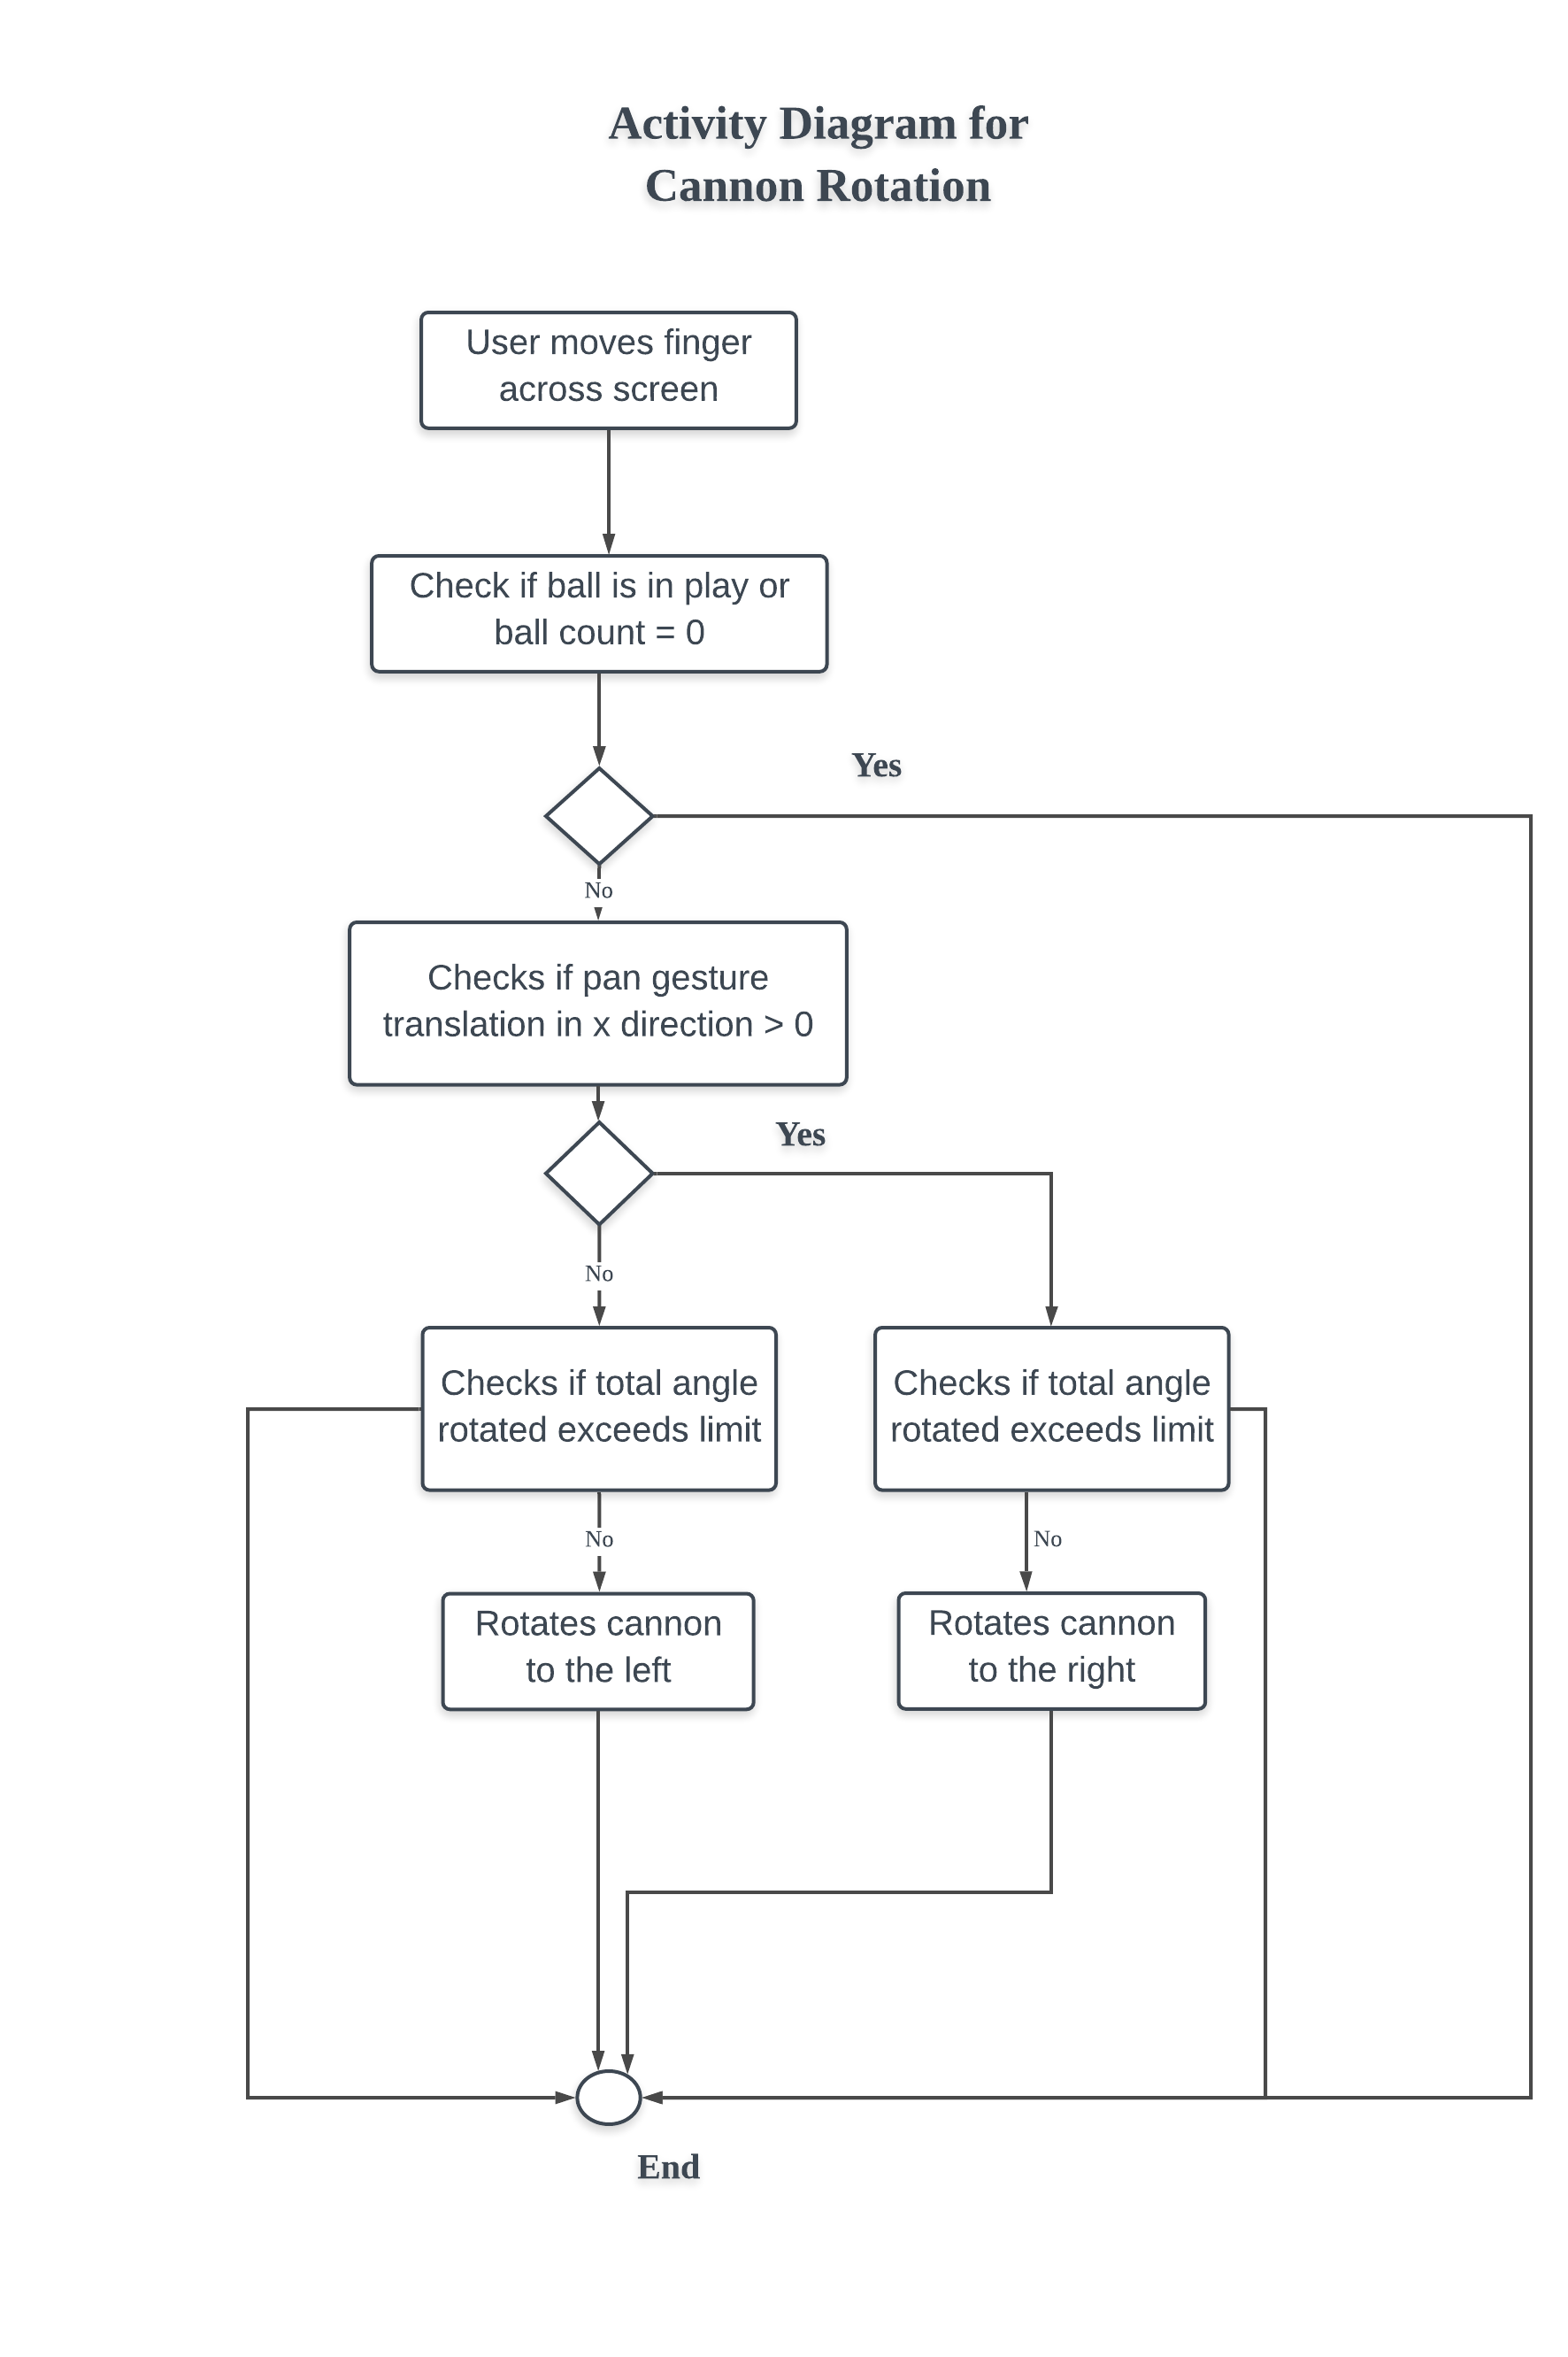 Activity Diagram for
Cannon Rotation
User moves finger
across screen
Check if ball is in play or
ball count = 0
Yes
No
Checks if pan gesture
translation in x direction > 0
Yes
No
Checks if total angle
rotated exceeds limit
Checks if total angle
rotated exceeds limit
No
No
Rotates cannon
to the left
Rotates cannon
to the right
End